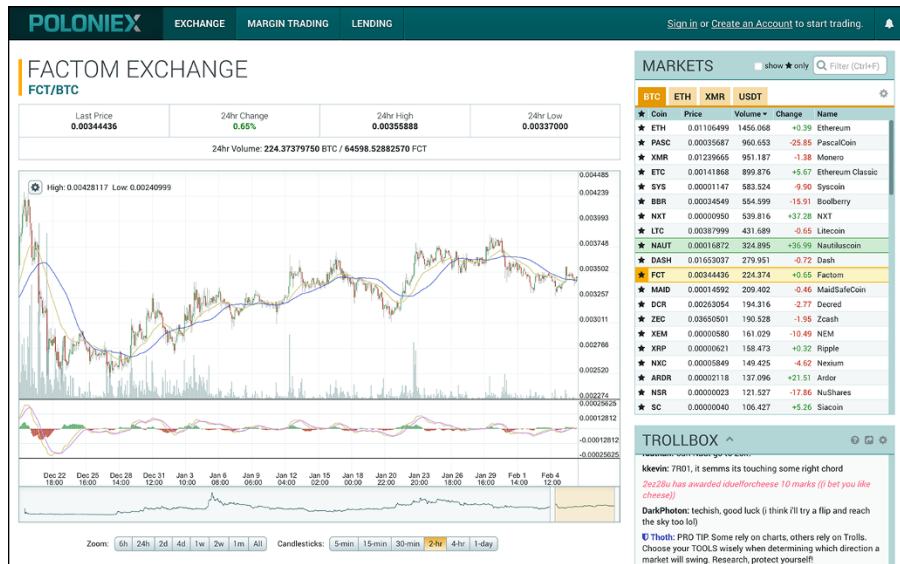 POLONIEX EXCHANGE MARGIN TRADING LENDING Sign in or Create an Account to start trading.
FACTOM EXCHANGE
FCT/BTC
Last Price 24hr Change 24hr High 24hr Low
0.00344436 0.65% 0.00355888 0.00337000
24hr Volume: 224.37379750 BTC / 64598.52882570 FCT
High: 0.00428117 Low: 0.00240999
0.004485
0.004239
0.003993
0.003748
0.003502
0.003257
0.003011
0.002766
0.002520
0.002274
0.00025625
0.00012812
-0.00012812
-0.00025625
Dec 22 Dec 25 Dec 28 Dec 31 Jan 3 Jan 6 Jan 9 Jan 12 Jan 15 Jan 18 Jan 20 Jan 23 Jan 26 Jan 29 Feb 1 Feb 4
18:00 16:00 14:00 12:00 10:00 08:00 06:00 04:00 02:00 00:00 22:00 20:00 18:00 16:00 14:00 12:00
Zoom: 6h 24h 2d 4d 1w 2w 1m All Candlesticks: 5-min 15-min 30-min 2-hr 4-hr 1-day
MARKETS show ★ only Filter (Ctrl+F)
BTC ETH XMR USDT
★ Coin Price Volume Change Name
★ ETH 0.01106499 1456.068 +0.39 Ethereum
★ PASC 0.00035687 960.653 -25.85 PascalCoin
★ XMR 0.01239665 951.187 -1.38 Monero
★ ETC 0.00141868 899.876 +5.67 Ethereum Classic
★ SYS 0.00001147 583.524 -9.90 Syscoin
★ BBR 0.00034549 554.599 -15.91 Boolberry
★ NXT 0.00000950 539.816 +37.28 NXT
★ LTC 0.00387999 431.689 -0.65 Litecoin
★ NAUT 0.00016872 324.895 +36.99 Nautiluscoin
★ DASH 0.01653037 279.951 -0.72 Dash
★ FCT 0.00344436 224.374 +0.65 Factom
★ MAID 0.00014592 209.402 -0.46 MaidSafeCoin
★ DCR 0.00263054 194.316 -2.77 Decred
★ ZEC 0.03650501 190.528 -1.95 Zcash
★ XEM 0.00000580 161.029 -10.49 NEM
★ XRP 0.00000621 158.473 +0.32 Ripple
★ NXC 0.00005849 149.425 -4.62 Nexium
★ ARDR 0.00002118 137.096 +21.51 Ardor
★ NSR 0.00000023 121.527 -17.86 NuShares
★ SC 0.00000040 106.427 +5.26 Siacoin
TROLLBOX
kkevin: 7R01, it semms its touching some right chord
2ez28u has awarded iduelforcheese 10 marks ((i bet you like
cheese))
DarkPhoton: techish, good luck (i think i'll try a flip and reach
the sky too lol)
Thoth: PRO TIP. Some rely on charts, others rely on Trolls.
Choose your TOOLS wisely when determining which direction a
market will swing. Research, protect yourself!